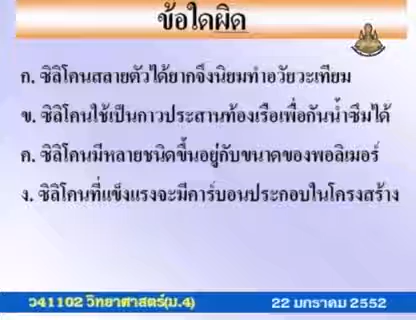 ข้อใดผิด
ก. ซิลิโคนสลายตัวได้ยากจึงนิยมทำอวัยวะเทียม
ข. ซิลิโคนใช้เป็นกาวประสานท้องเรือเพื่อกันน้ำซึมได้
ค. ซิลิโคนมีหลายชนิดขึ้นอยู่กับขนาดของพอลิเมอร์
ง. ซิลิโคนที่แข็งแรงจะมีคาร์บอนประกอบในโครงสร้าง
ว41102 วิทยาศาสตร์(ม.4) 22 มกราคม 2552